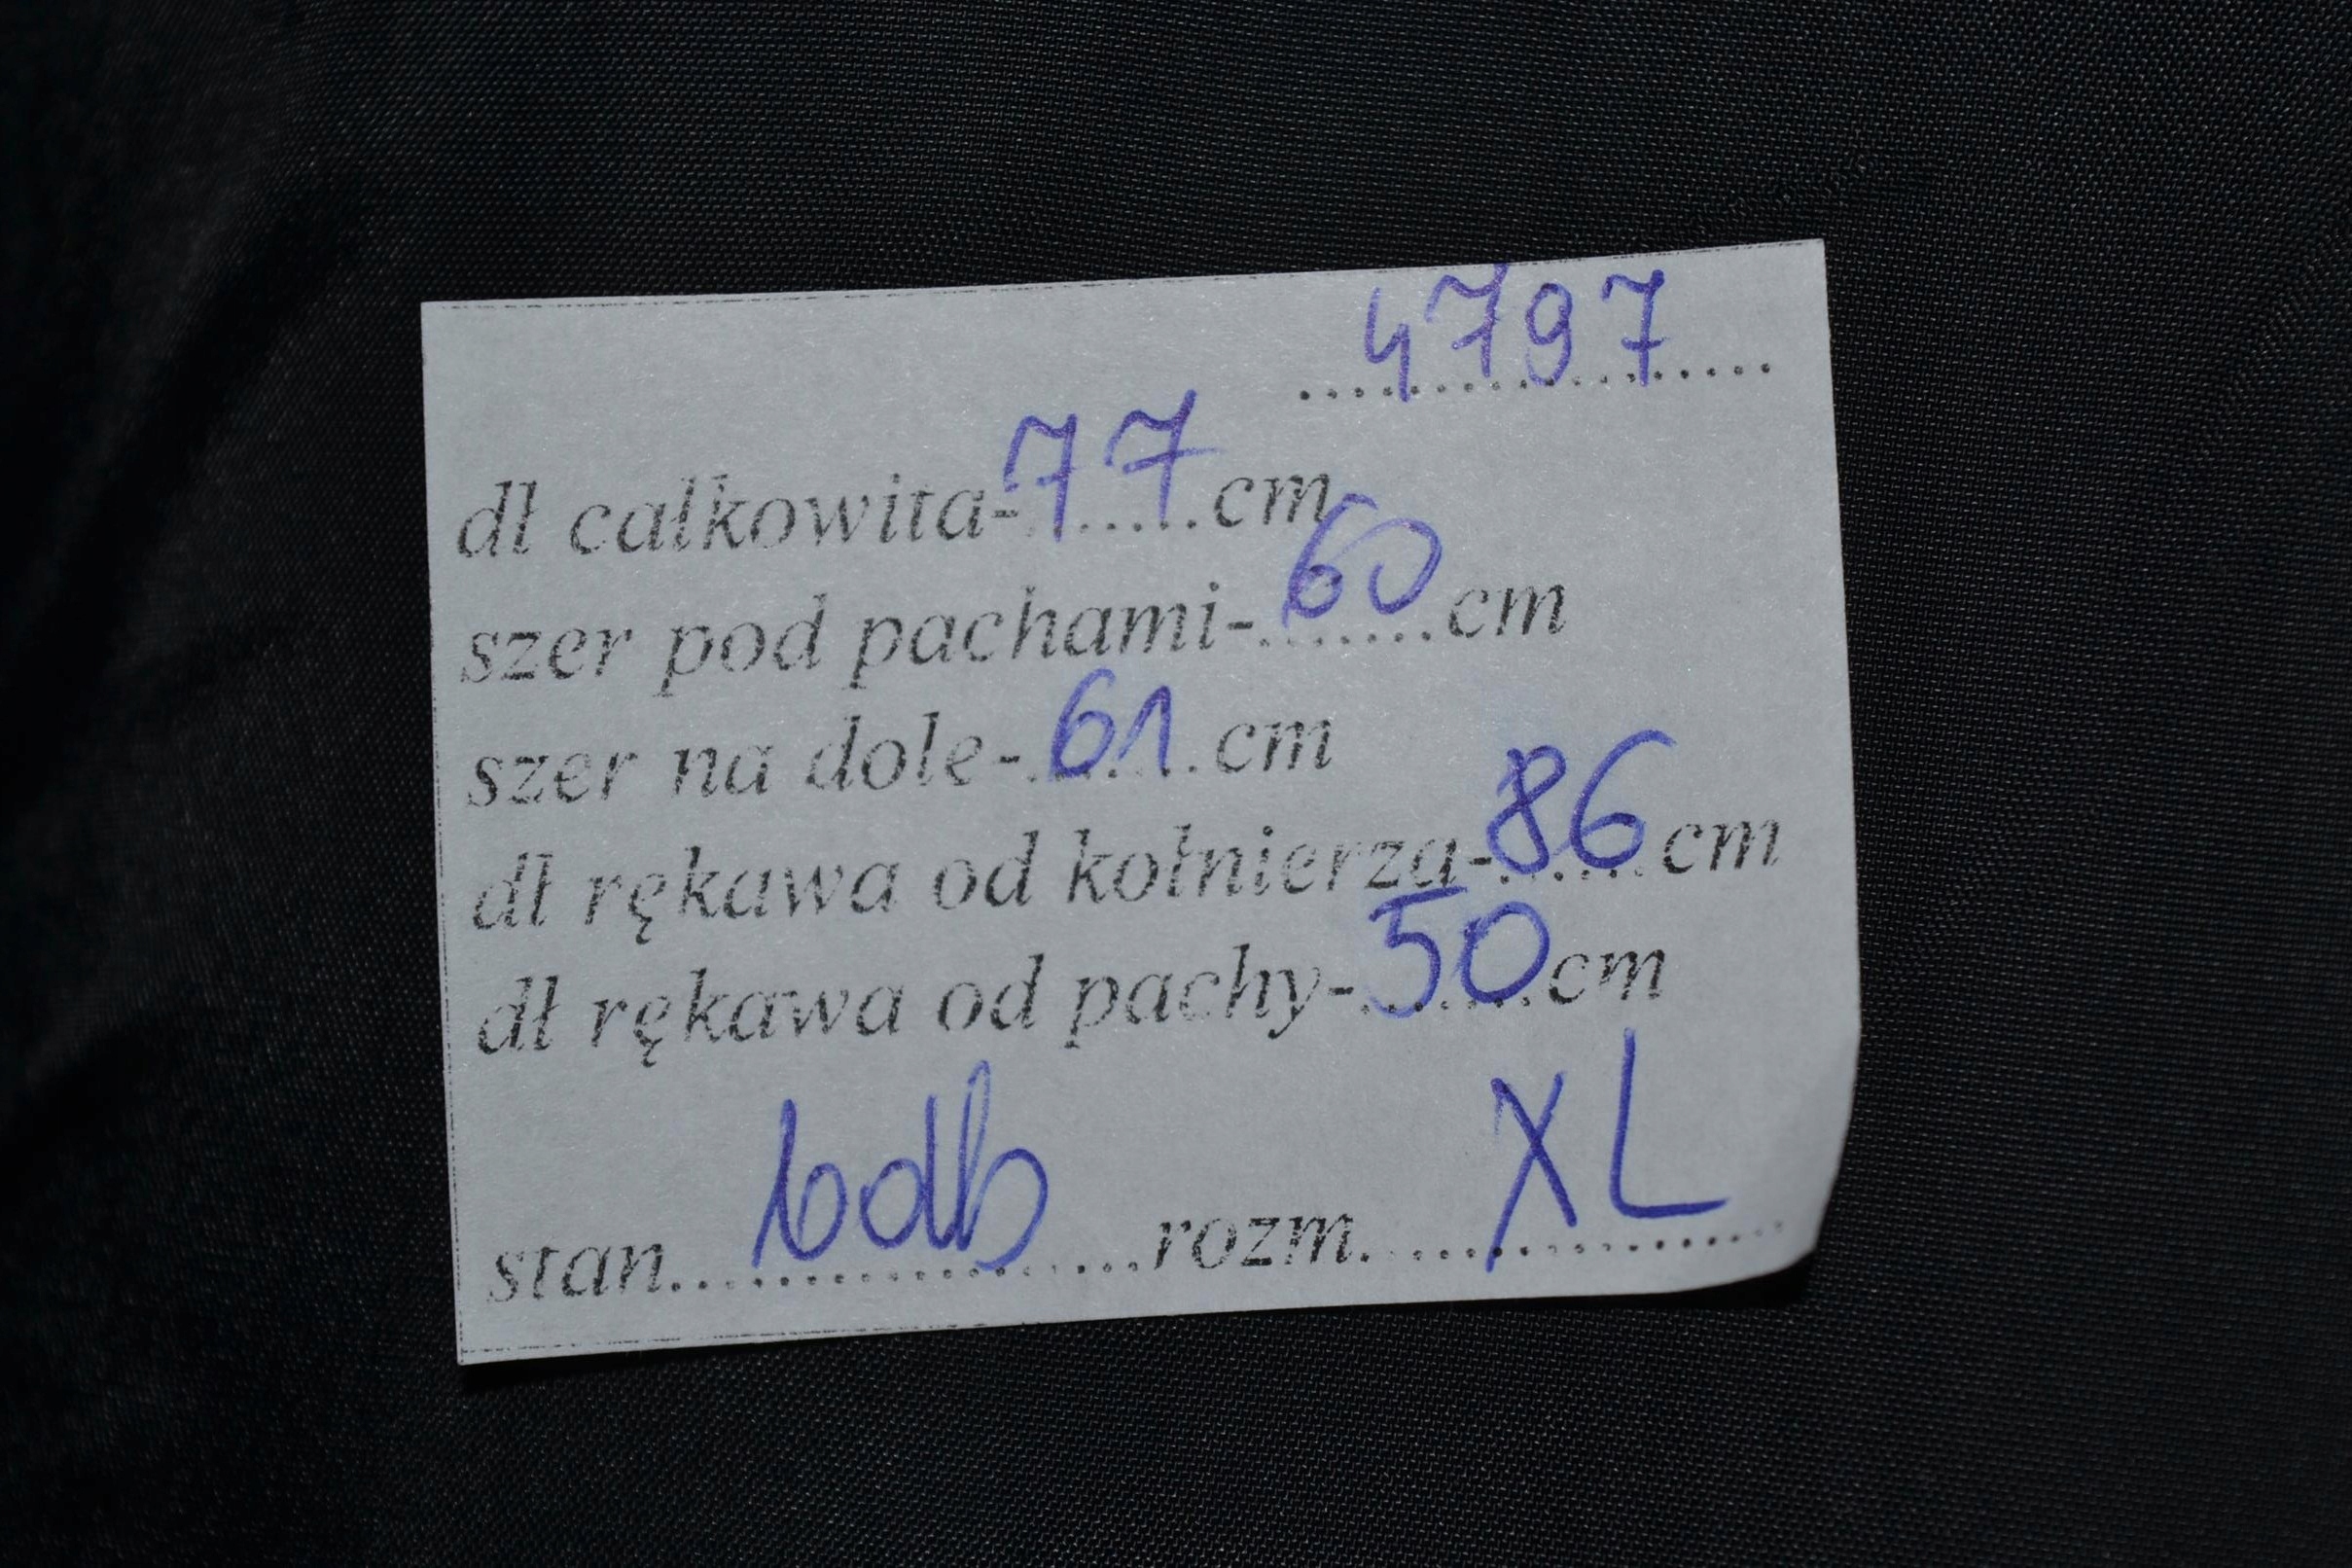 4797
dł całkowita-77cm
szer pod pachami-60cm
szer na dole-61cm
dł rękawa od kołnierza-86cm
dł rękawa od pachy-50cm
stan...bdb...rozm...XL